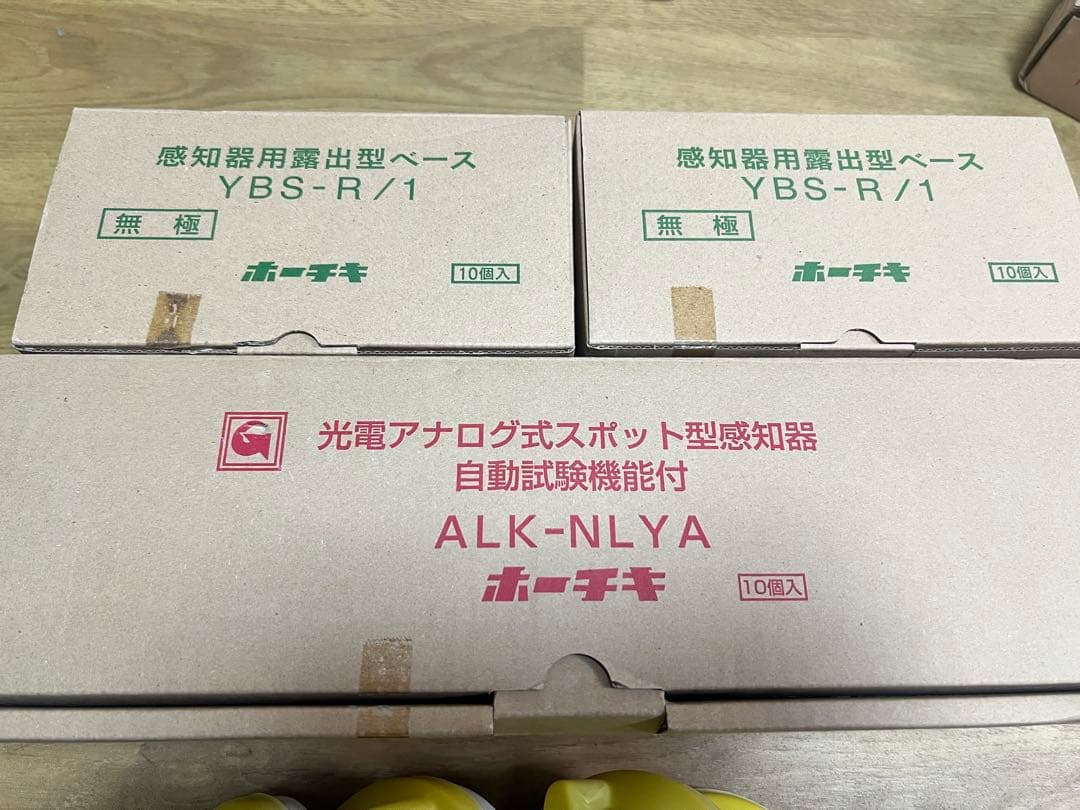 感知器用露出型ベース
YBS-R/1
無極
ホーチキ
10個入
感知器用露出型ベース
YBS-R/1
無極
ホーチキ
10個入
光電アナログ式スポット型感知器
自動試験機能付
ALK-NLYA
ホーチキ
10個入